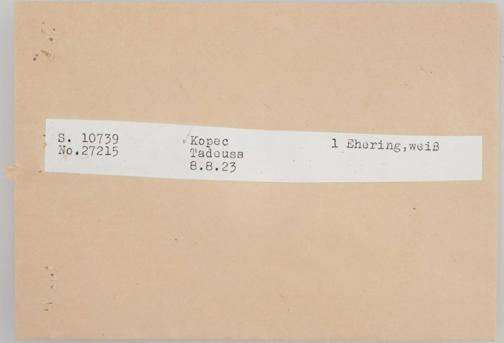 S. 10739 Kopec 1 Ehering,weiß
No.27215 Tadeusz
8.8.23